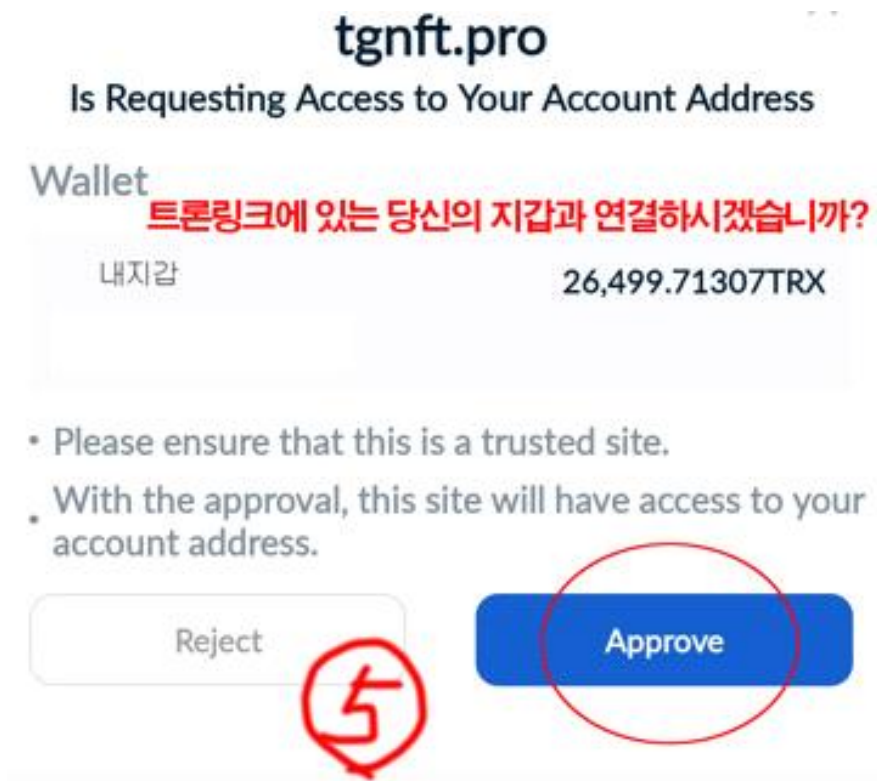 tgnft.pro
Is Requesting Access to Your Account Address
Wallet
트론링크에 있는 당신의 지갑과 연결하시겠습니까?
내지갑 26,499.71307TRX
• Please ensure that this is a trusted site.
• With the approval, this site will have access to your
account address.
Reject Approve
5